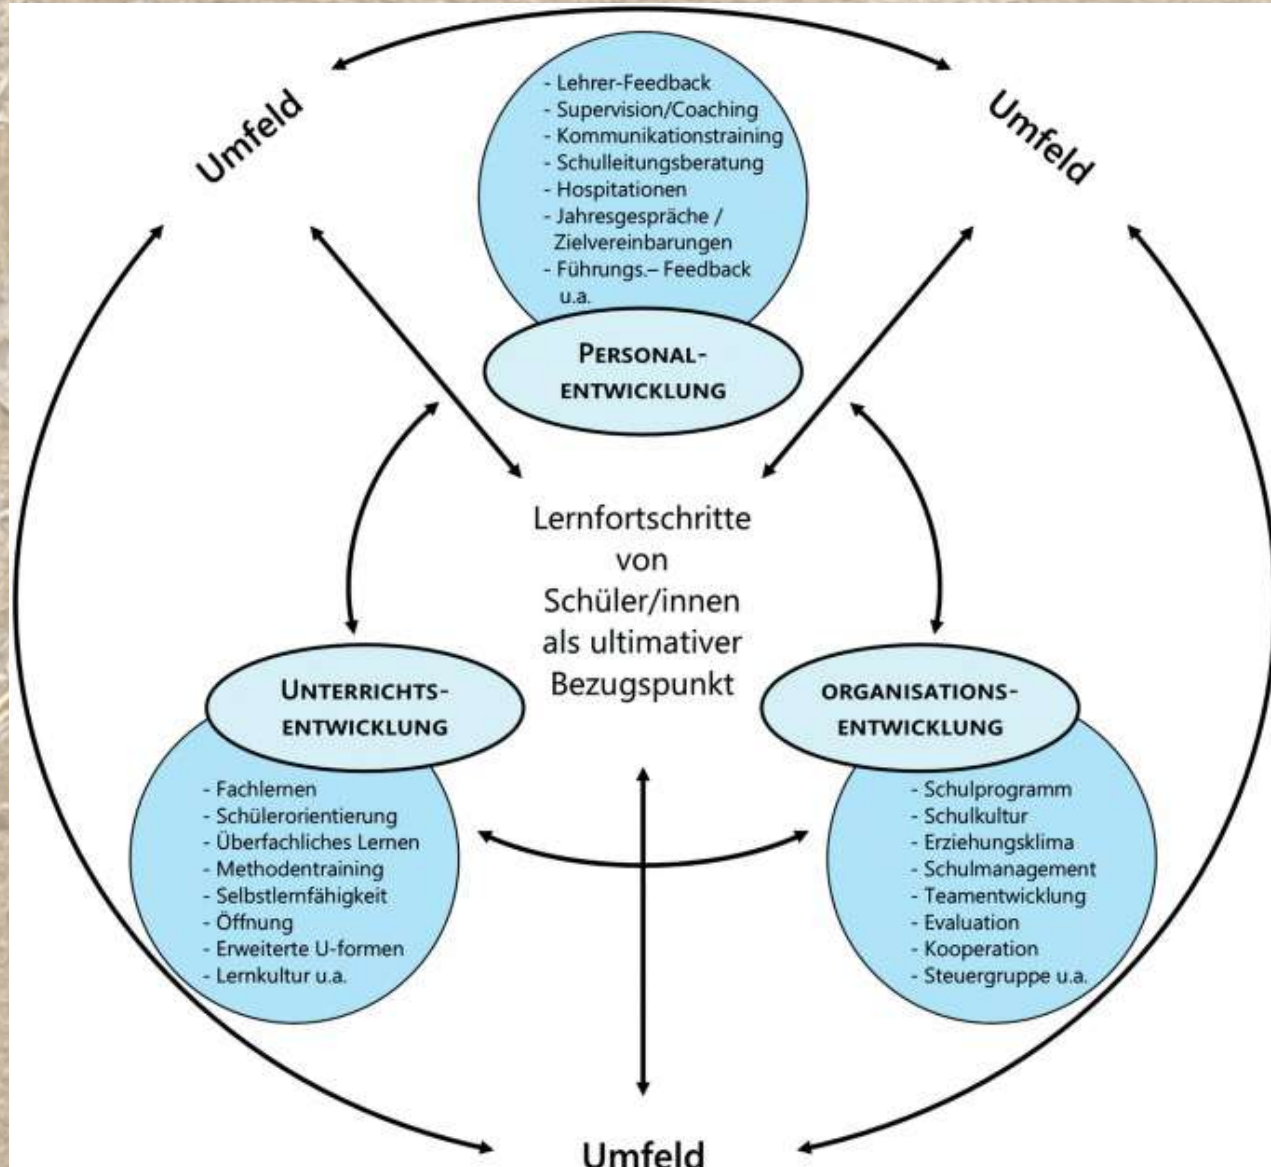 Umfeld
Umfeld
- Lehrer-Feedback
- Supervision/Coaching
- Kommunikationstraining
- Schulleitungsberatung
- Hospitationen
- Jahresgespräche /
Zielvereinbarungen
- Führungs.– Feedback
u.a.
PERSONAL-
ENTWICKLUNG
Lernfortschritte
von
Schüler/innen
als ultimativer
Bezugspunkt
UNTERRICHTS-
ENTWICKLUNG
- Fachlernen
- Schülerorientierung
- Überfachliches Lernen
- Methodentraining
- Selbstlernfähigkeit
- Öffnung
- Erweiterte U-formen
- Lernkultur u.a.
ORGANISATIONS-
ENTWICKLUNG
- Schulprogramm
- Schulkultur
- Erziehungsklima
- Schulmanagement
- Teamentwicklung
- Evaluation
- Kooperation
- Steuergruppe u.a.
Umfeld